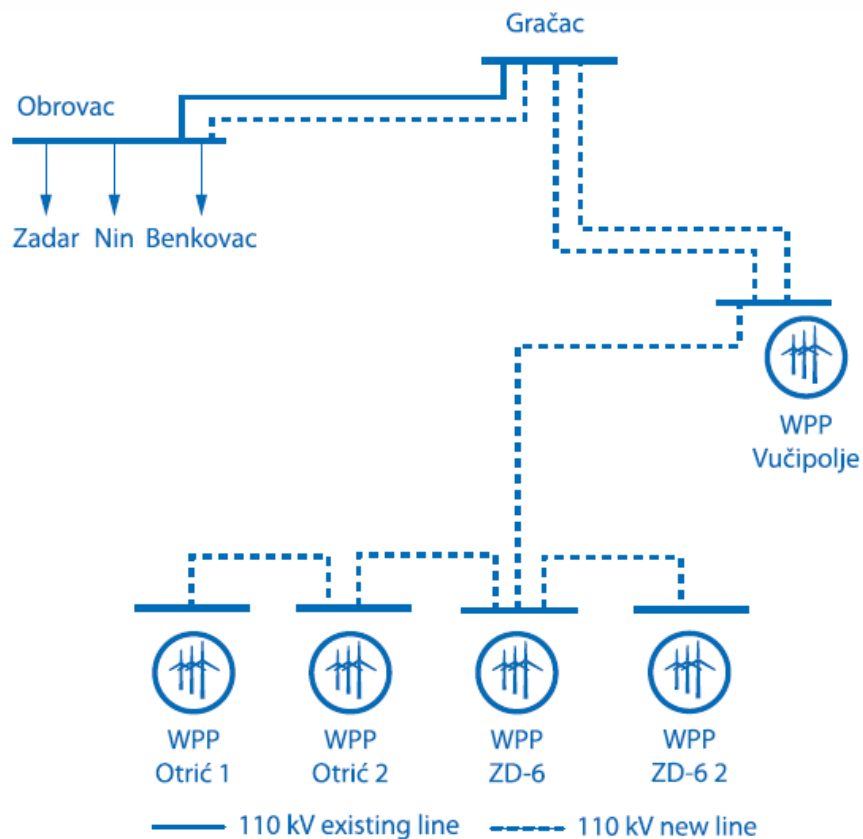 Gračac
Obrovac
Zadar Nin Benkovac
WPP
Vučipolje
WPP WPP WPP WPP
Otrić 1 Otrić 2 ZD-6 ZD-6 2
110 kV existing line 110 kV new line